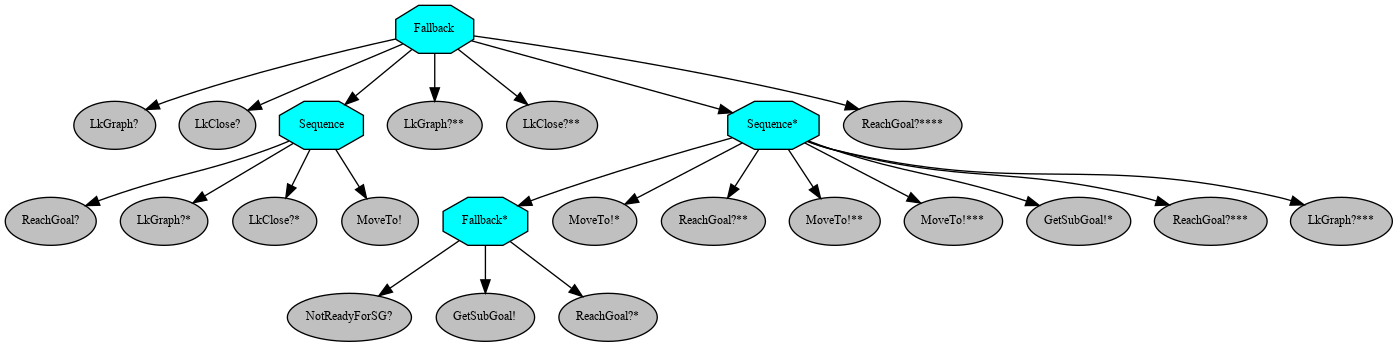 Fallback
LkGraph?
LkClose?
Sequence
LkGraph?**
LkClose?**
Sequence*
ReachGoal?****
ReachGoal?
LkGraph?*
LkClose?*
MoveTo!
Fallback*
MoveTo!*
ReachGoal?**
MoveTo!**
MoveTo!***
GetSubGoal!*
ReachGoal?***
LkGraph?***
NotReadyForSG?
GetSubGoal!
ReachGoal?*